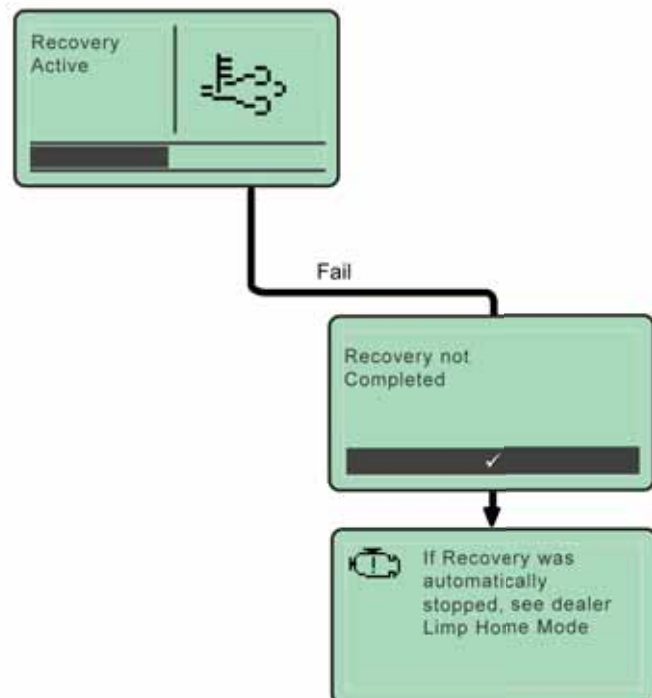 Recovery
Active
Fail
Recovery not
Completed
✓
If Recovery was
automatically
stopped, see dealer
Limp Home Mode